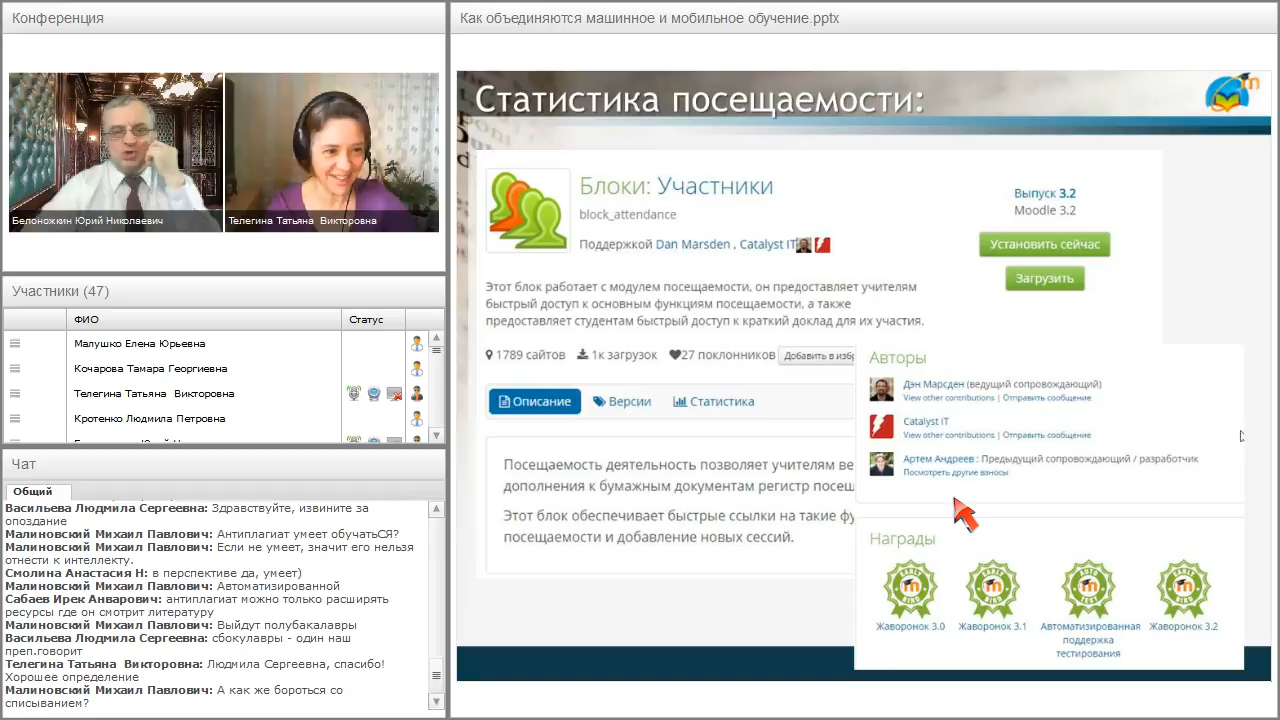 Конференция
Белоножкин Юрий Николаевич
Телегина Татьяна Викторовна
Участники (47)
ФИО
Статус
Малушко Елена Юрьевна
Кочарова Тамара Георгиевна
Телегина Татьяна Викторовна
Кротенко Людмила Петровна
Чат
Общий
Васильева Людмила Сергеевна: Здравствуйте, извините за
опоздание
Малиновский Михаил Павлович: Антиплагиат умеет обучатьСЯ?
Малиновский Михаил Павлович: Если не умеет, значит его нельзя
отнести к интеллекту.
Смолина Анастасия Н: в перспективе да, умеет)
Малиновский Михаил Павлович: Автоматизированной
Сабаев Ирек Анварович: антиплагиат можно только расширять
ресурсы где он смотрит литературу
Малиновский Михаил Павлович: Выйдут полубакалавры
Васильева Людмила Сергеевна: сбокулавры - один наш
преп.говорит
Телегина Татьяна Викторовна: Людмила Сергеевна, спасибо!
Хорошее определение
Малиновский Михаил Павлович: А как же бороться со
списыванием?
Как объединяются машинное и мобильное обучение.pptx
Статистика посещаемости:
Блоки: Участники
block_attendance
Поддержкой Dan Marsden , Catalyst IT
Выпуск 3.2
Moodle 3.2
Установить сейчас
Загрузить
Этот блок работает с модулем посещаемости, он предоставляет учителям
быстрый доступ к основным функциям посещаемости, а также
предоставляет студентам быстрый доступ к краткий доклад для их участия.
1789 сайтов
1к загрузок
27 поклонников
Добавить в избр
Описание
Версии
Статистика
Посещаемость деятельность позволяет учителям ве
дополнения к бумажным документам регистр посещ
Этот блок обеспечивает быстрые ссылки на такие фу
посещаемости и добавление новых сессий.
Авторы
Дэн Марсден (ведущий сопровождающий)
View other contributions | Отправить сообщение
Catalyst IT
View other contributions | Отправить сообщение
Артем Андреев : Предыдущий сопровождающий / разработчик
Посмотреть другие взносы
Награды
Жаворонок 3.0
Жаворонок 3.1
Автоматизированная
поддержка
тестирования
Жаворонок 3.2